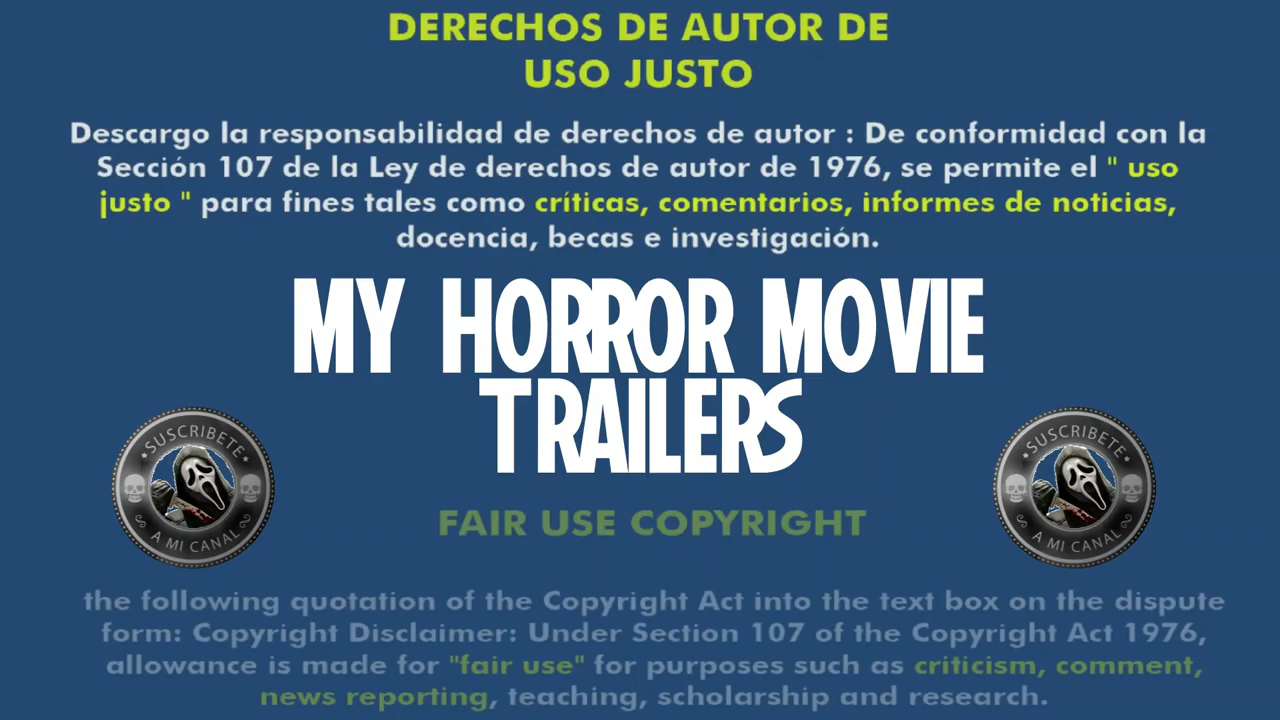 DERECHOS DE AUTOR DE
USO JUSTO
Descargo la responsabilidad de derechos de autor : De conformidad con la
Sección 107 de la Ley de derechos de autor de 1976, se permite el " uso
justo " para fines tales como críticas, comentarios, informes de noticias,
docencia, becas e investigación.
MY HORROR MOVIE
TRAILERS
SUSCRIBETE
A MI CANAL
SUSCRIBETE
A MI CANAL
FAIR USE COPYRIGHT
the following quotation of the Copyright Act into the text box on the dispute
form: Copyright Disclaimer: Under Section 107 of the Copyright Act 1976,
allowance is made for "fair use" for purposes such as criticism, comment,
news reporting, teaching, scholarship and research.